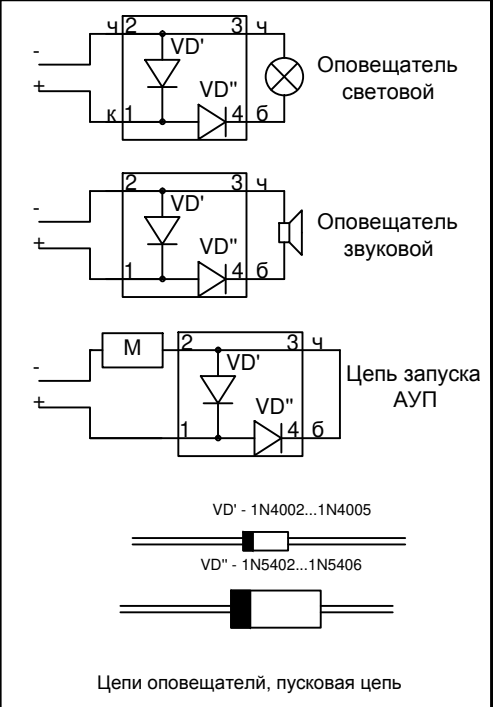 ч 2 3 ч
- VD'
+ VD" Оповещатель световой
к 1 4 б
2 3 ч
- VD'
+ VD" Оповещатель звуковой
1 4 б
М 2 3 ч
- VD'
+ VD" Цепь запуска АУП
1 4 б
VD' - 1N4002...1N4005
VD" - 1N5402...1N5406
Цепи оповещателй, пусковая цепь